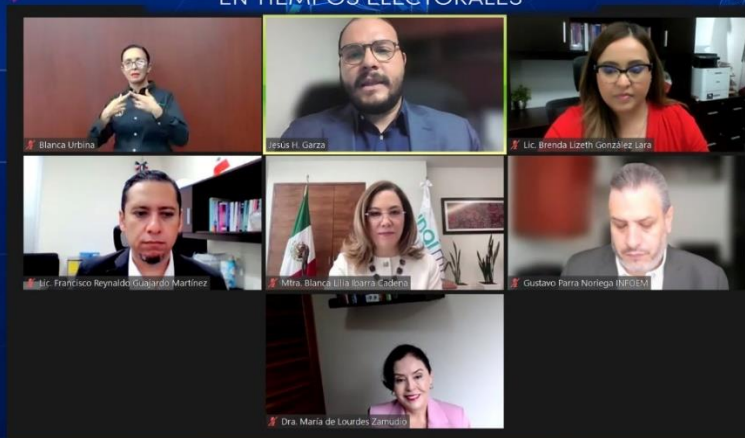 EN TIEMPOS ELECTORALES
Blanca Urbina
Jesús H. Garza
Lic. Brenda Lizeth González Lara
Lic. Francisco Reynaldo Guajardo Martínez
Mtra. Blanca Lilia Ibarra Cadena
Gustavo Parra Noriega INFOEM
Dra. María de Lourdes Zamudio